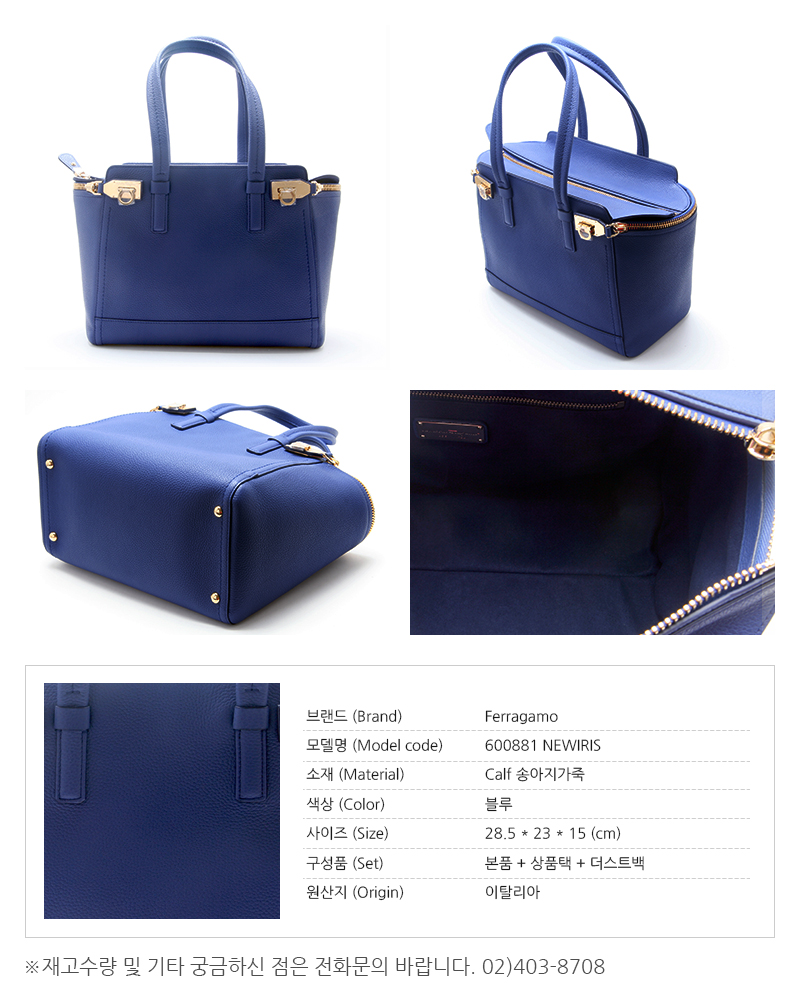 브랜드 (Brand) Ferragamo
모델명 (Model code) 600881 NEWIRIS
소재 (Material) Calf 송아지가죽
색상 (Color) 블루
사이즈 (Size) 28.5 * 23 * 15 (cm)
구성품 (Set) 본품 + 상품택 + 더스트백
원산지 (Origin) 이탈리아
※재고수량 및 기타 궁금하신 점은 전화문의 바랍니다. 02)403-8708